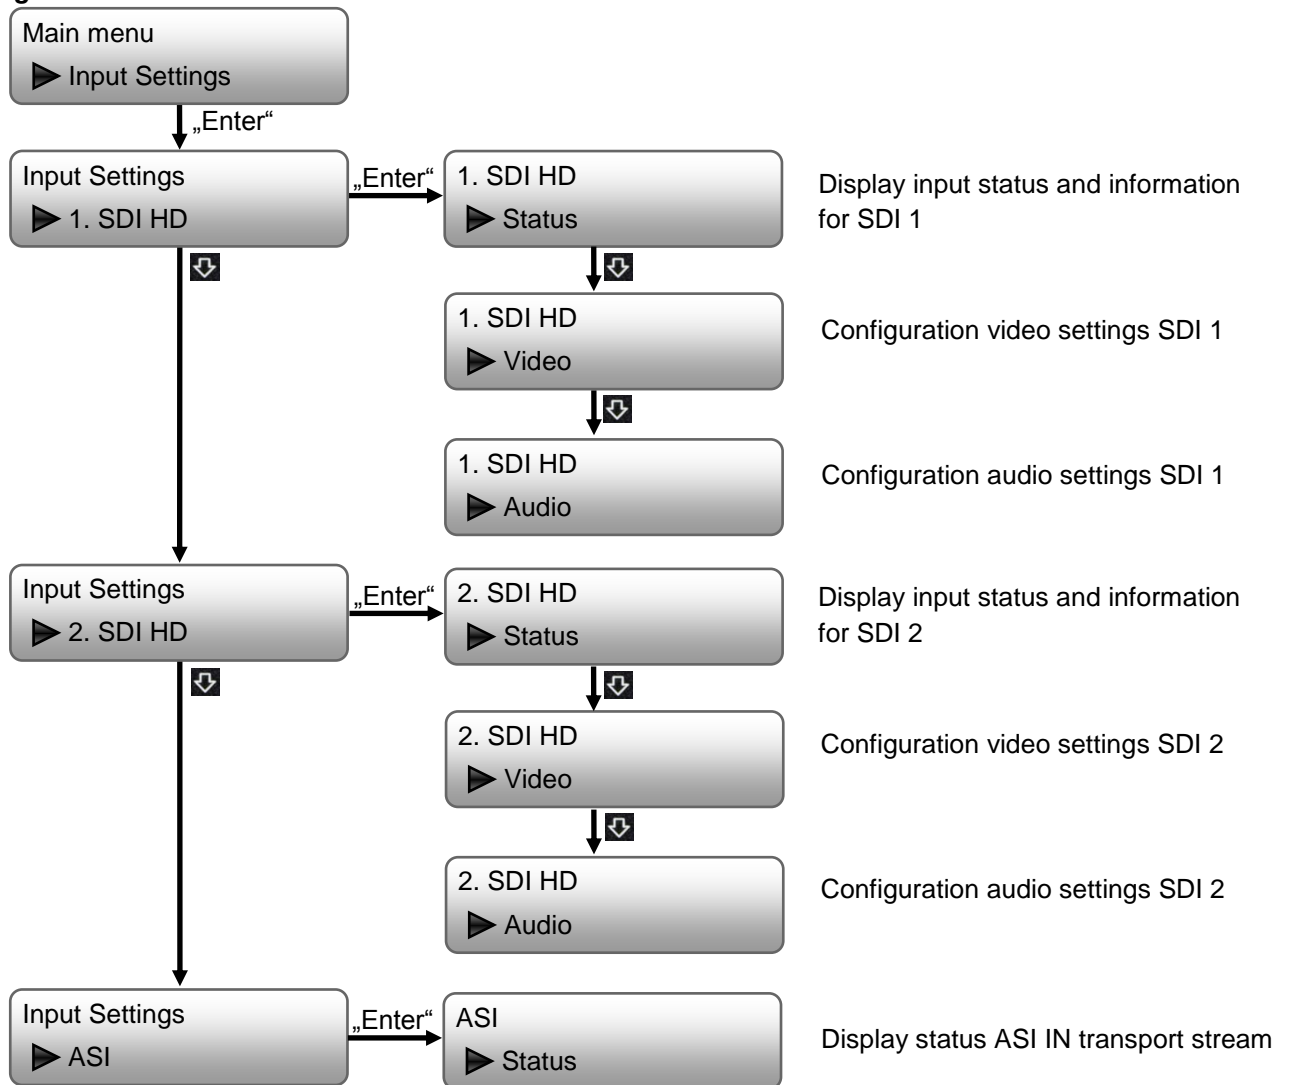 Main menu
Input Settings
„Enter“
Input Settings
1. SDI HD
„Enter“
1. SDI HD
Status
Display input status and information
for SDI 1
1. SDI HD
Video
Configuration video settings SDI 1
1. SDI HD
Audio
Configuration audio settings SDI 1
Input Settings
2. SDI HD
„Enter“
2. SDI HD
Status
Display input status and information
for SDI 2
2. SDI HD
Video
Configuration video settings SDI 2
2. SDI HD
Audio
Configuration audio settings SDI 2
Input Settings
ASI
„Enter“
ASI
Status
Display status ASI IN transport stream